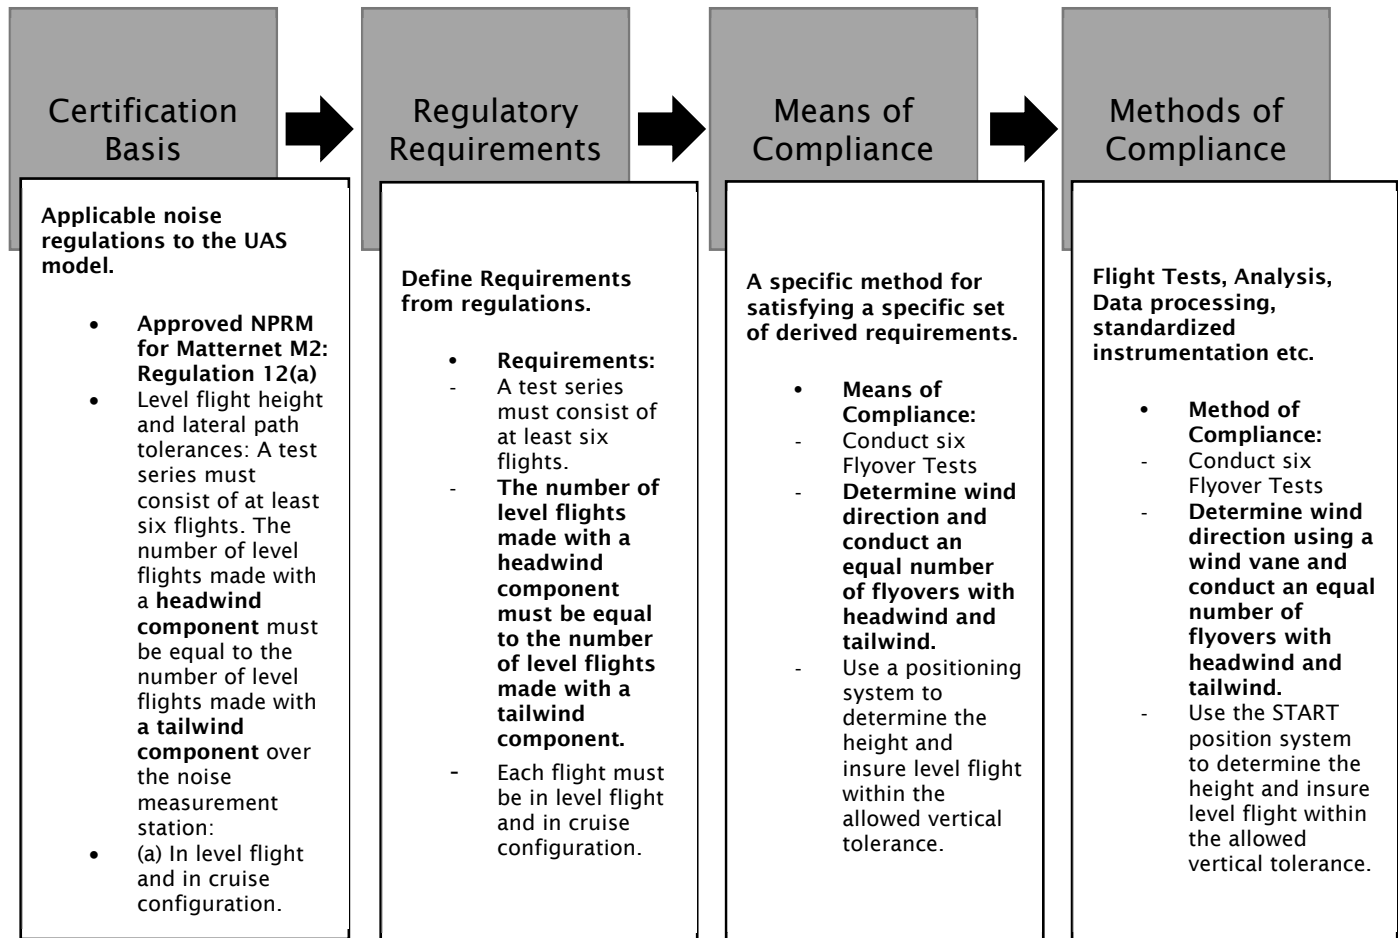 Certification
Basis
Applicable noise
regulations to the UAS
model.
• Approved NPRM
for Matternet M2:
Regulation 12(a)
• Level flight height
and lateral path
tolerances: A test
series must
consist of at least
six flights. The
number of level
flights made with
a headwind
component must
be equal to the
number of level
flights made with
a tailwind
component over
the noise
measurement
station:
• (a) In level flight
and in cruise
configuration.
Regulatory
Requirements
Define Requirements
from regulations.
• Requirements:
- A test series
must consist of
at least six
flights.
- The number of
level flights
made with a
headwind
component
must be equal
to the number
of level flights
made with a
tailwind
component.
- Each flight must
be in level flight
and in cruise
configuration.
Means of
Compliance
A specific method for
satisfying a specific set
of derived requirements.
• Means of
Compliance:
- Conduct six
Flyover Tests
- Determine wind
direction and
conduct an
equal number
of flyovers with
headwind and
tailwind.
- Use a positioning
system to
determine the
height and
insure level flight
within the
allowed vertical
tolerance.
Methods of
Compliance
Flight Tests, Analysis,
Data processing,
standardized
instrumentation etc.
• Method of
Compliance:
- Conduct six
Flyover Tests
- Determine wind
direction using a
wind vane and
conduct an equal
number of
flyovers with
headwind and
tailwind.
- Use the START
position system
to determine the
height and insure
level flight within
the allowed
vertical tolerance.